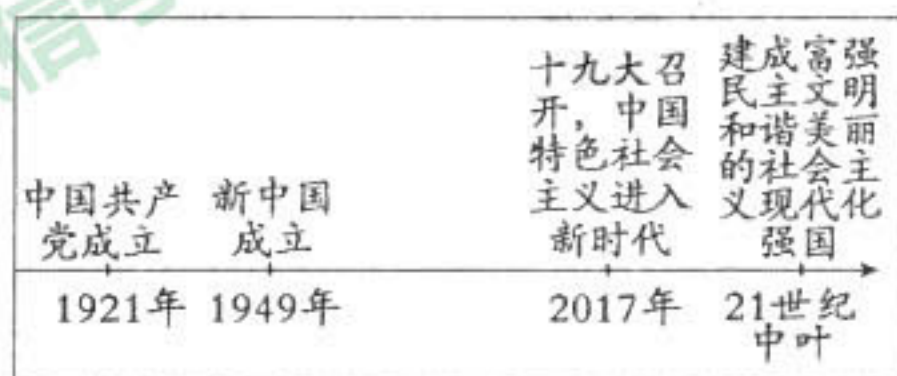 信号
中国共产
党成立
新中国
成立
十九大召
开，中国
特色社会
主义进入
新时代
建成富强
民主文明
和谐美丽
的社会主
义现代化
强国
1921年
1949年
2017年
21世纪
中叶